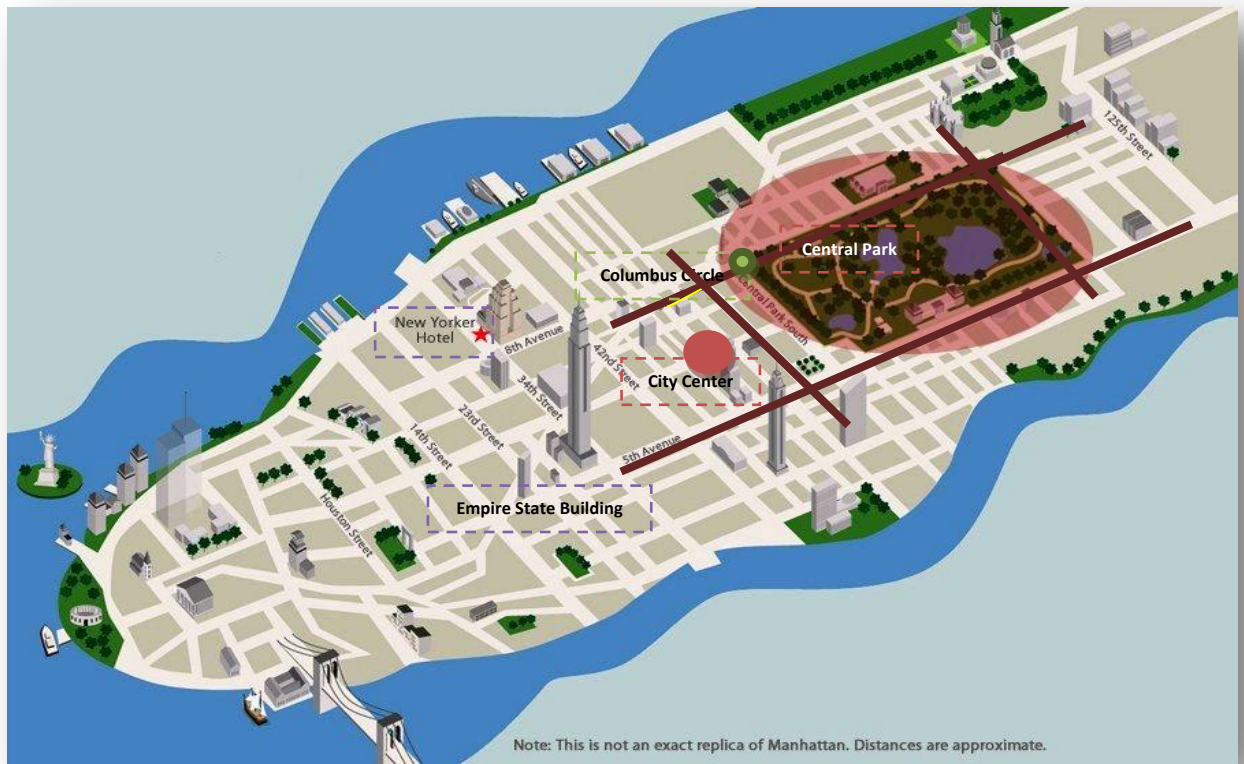 125th Street
Central Park
Columbus Circle
Central Park South
New Yorker
Hotel
8th Avenue
42nd Street
City Center
34th Street
23rd Street
5th Avenue
14th Street
Empire State Building
Houston Street
Note: This is not an exact replica of Manhattan. Distances are approximate.